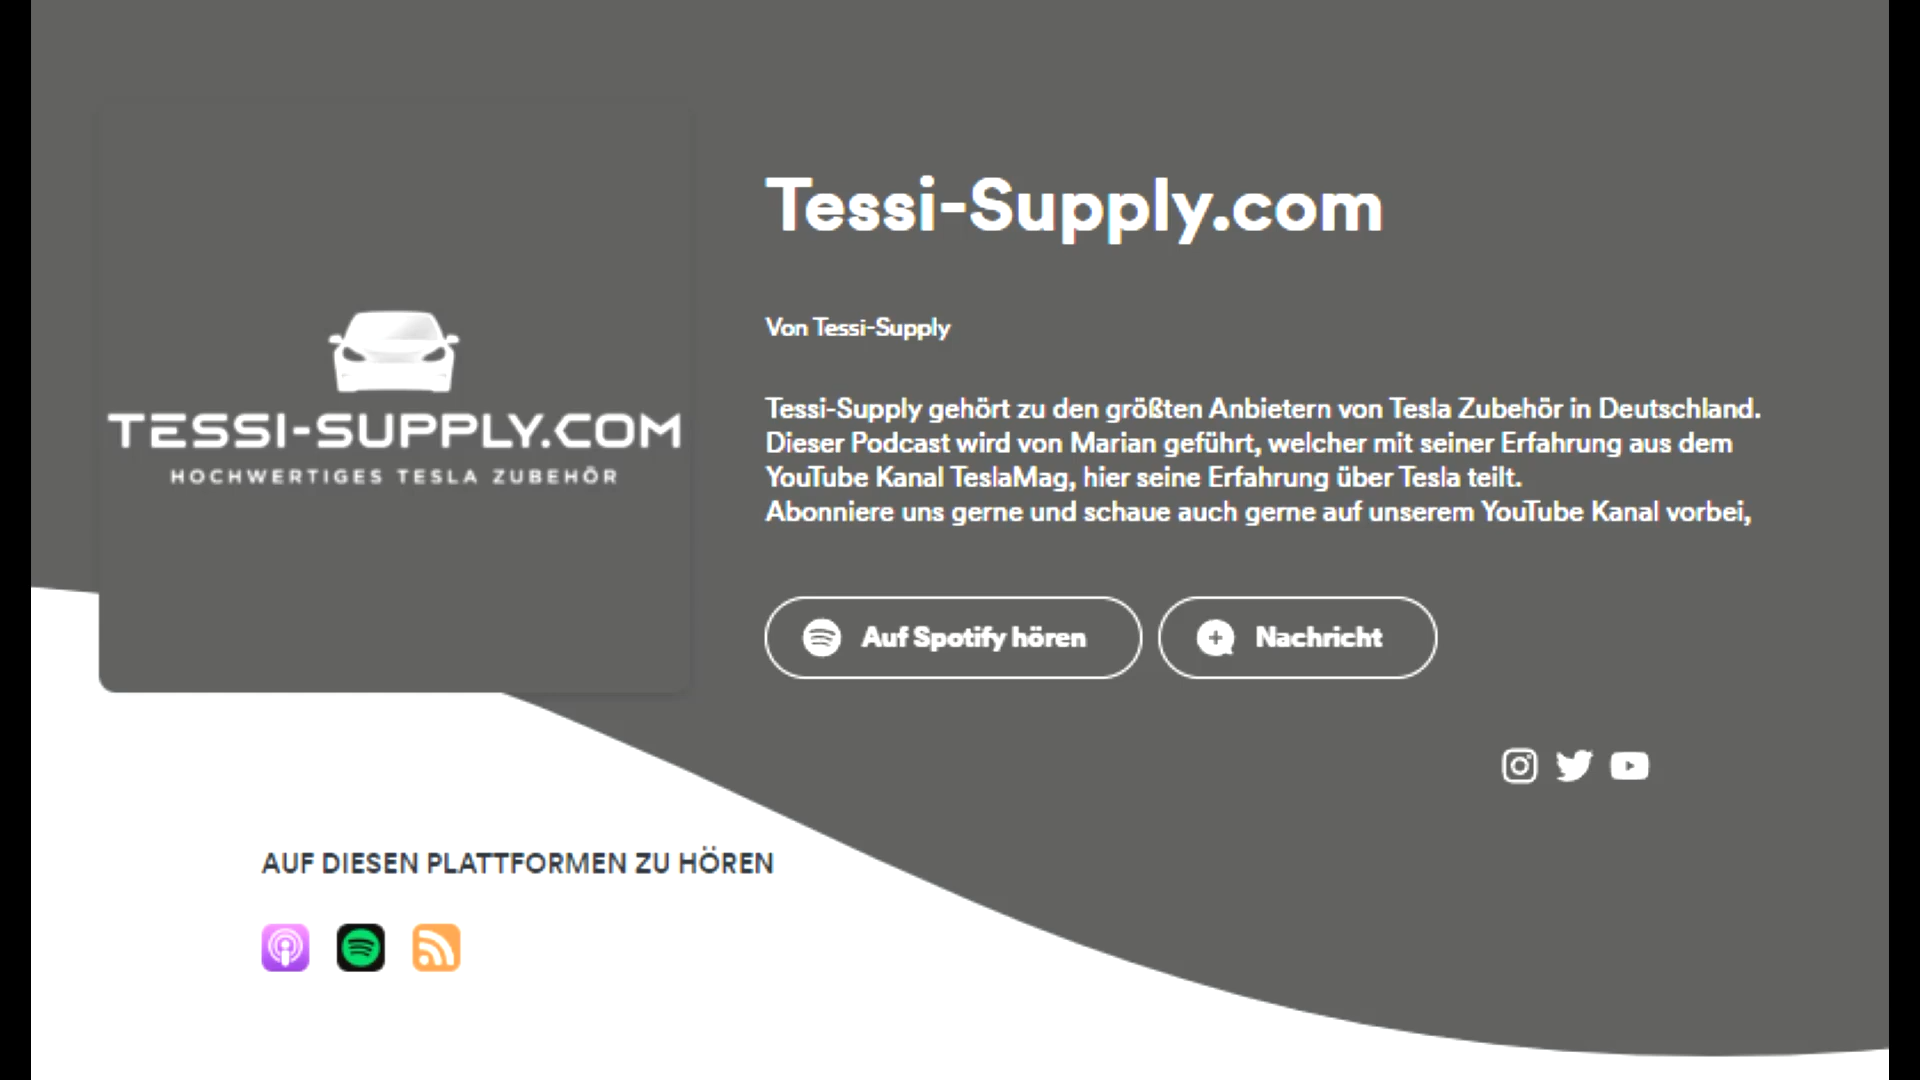 TESSI-SUPPLY.COM
HOCHWERTIGES TESLA ZUBEHÖR
Tessi-Supply.com
Von Tessi-Supply
Tessi-Supply gehört zu den größten Anbietern von Tesla Zubehör in Deutschland.
Dieser Podcast wird von Marian geführt, welcher mit seiner Erfahrung aus dem
YouTube Kanal TeslaMag, hier seine Erfahrung über Tesla teilt.
Abonniere uns gerne und schaue auch gerne auf unserem YouTube Kanal vorbei,
Auf Spotify hören
Nachricht
AUF DIESEN PLATTFORMEN ZU HÖREN